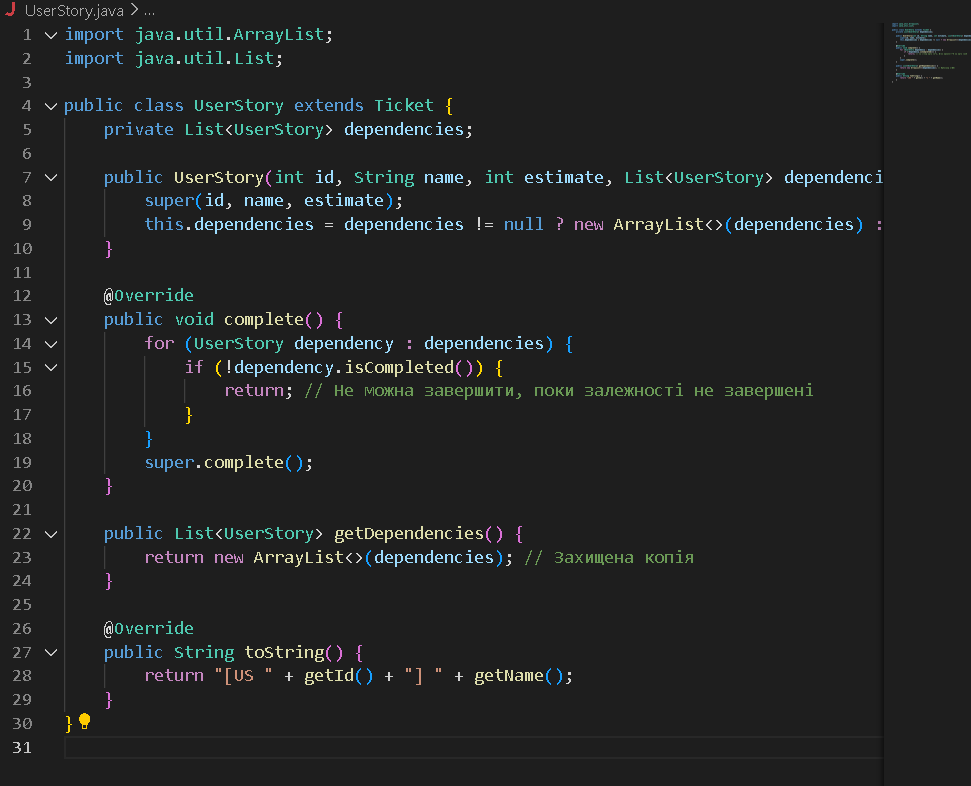 UserStory.java > ...
1 import java.util.ArrayList;
2 import java.util.List;
3
4 public class UserStory extends Ticket {
5     private List<UserStory> dependencies;
6
7     public UserStory(int id, String name, int estimate, List<UserStory> dependenci
8         super(id, name, estimate);
9         this.dependencies = dependencies != null ? new ArrayList<>(dependencies) :
10     }
11
12     @Override
13     public void complete() {
14         for (UserStory dependency : dependencies) {
15             if (!dependency.isCompleted()) {
16                 return; // Не можна завершити, поки залежності не завершені
17             }
18         }
19         super.complete();
20     }
21
22     public List<UserStory> getDependencies() {
23         return new ArrayList<>(dependencies); // Захищена копія
24     }
25
26     @Override
27     public String toString() {
28         return "[US " + getId() + "] " + getName();
29     }
30 }
31